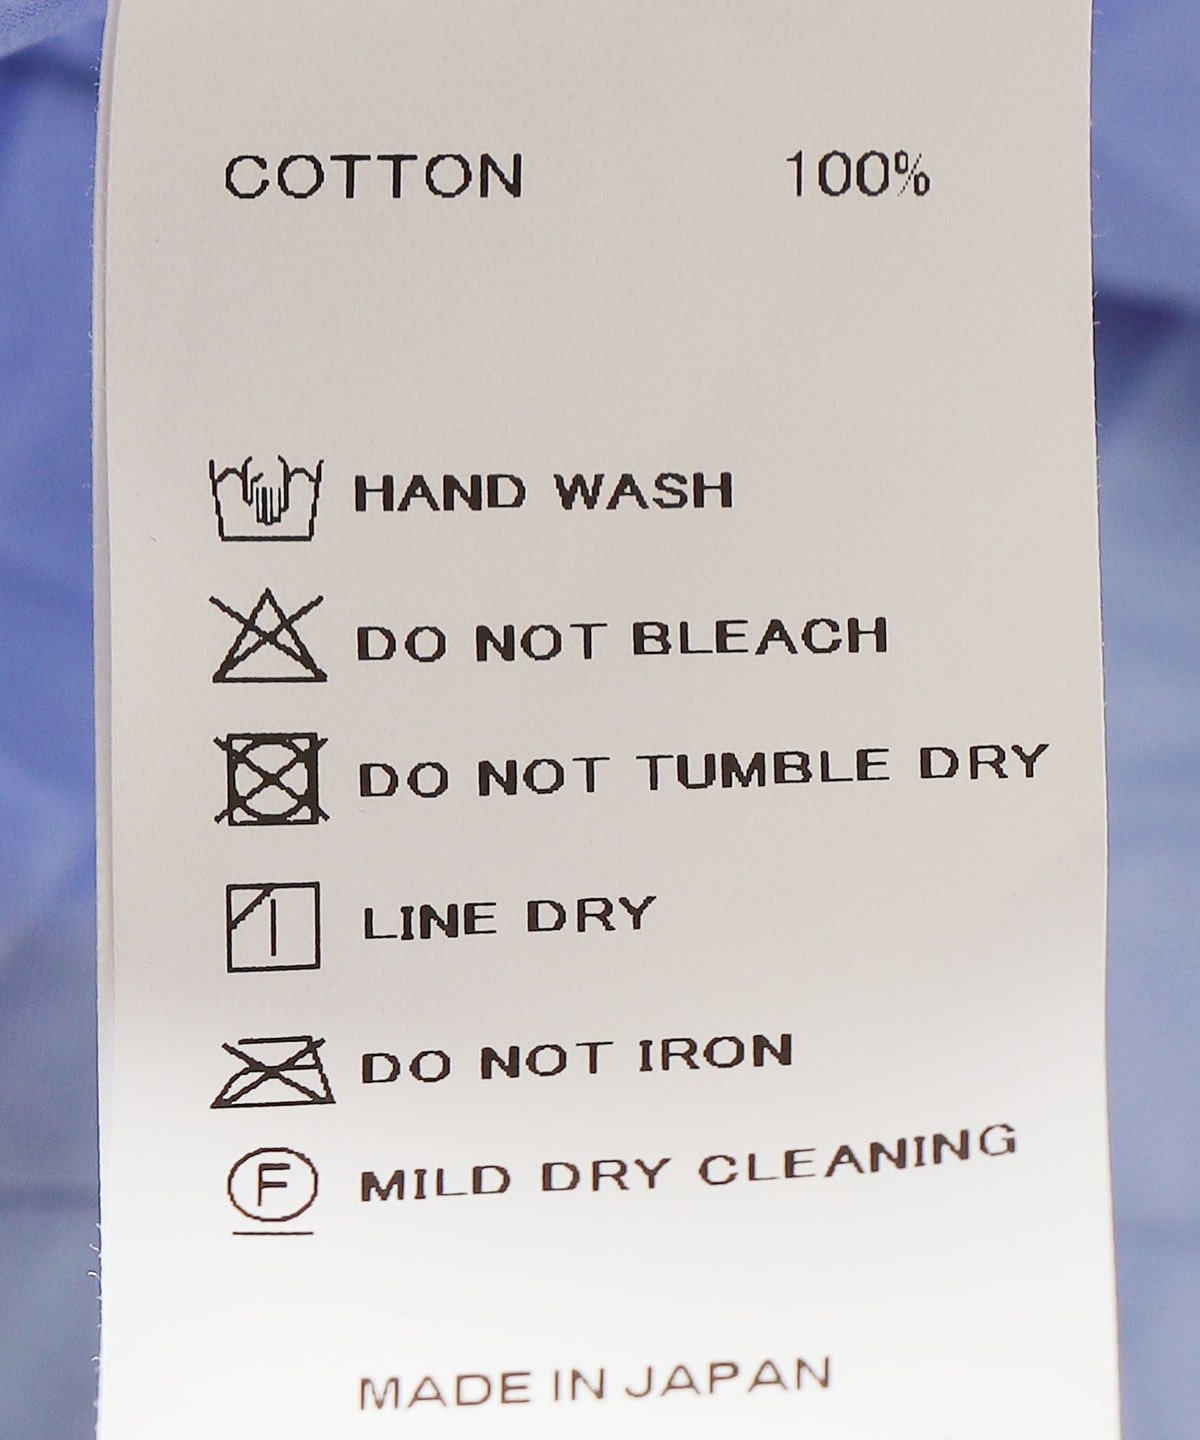 COTTON 100%
HAND WASH
DO NOT BLEACH
DO NOT TUMBLE DRY
LINE DRY
DO NOT IRON
F MILD DRY CLEANING
MADE IN JAPAN